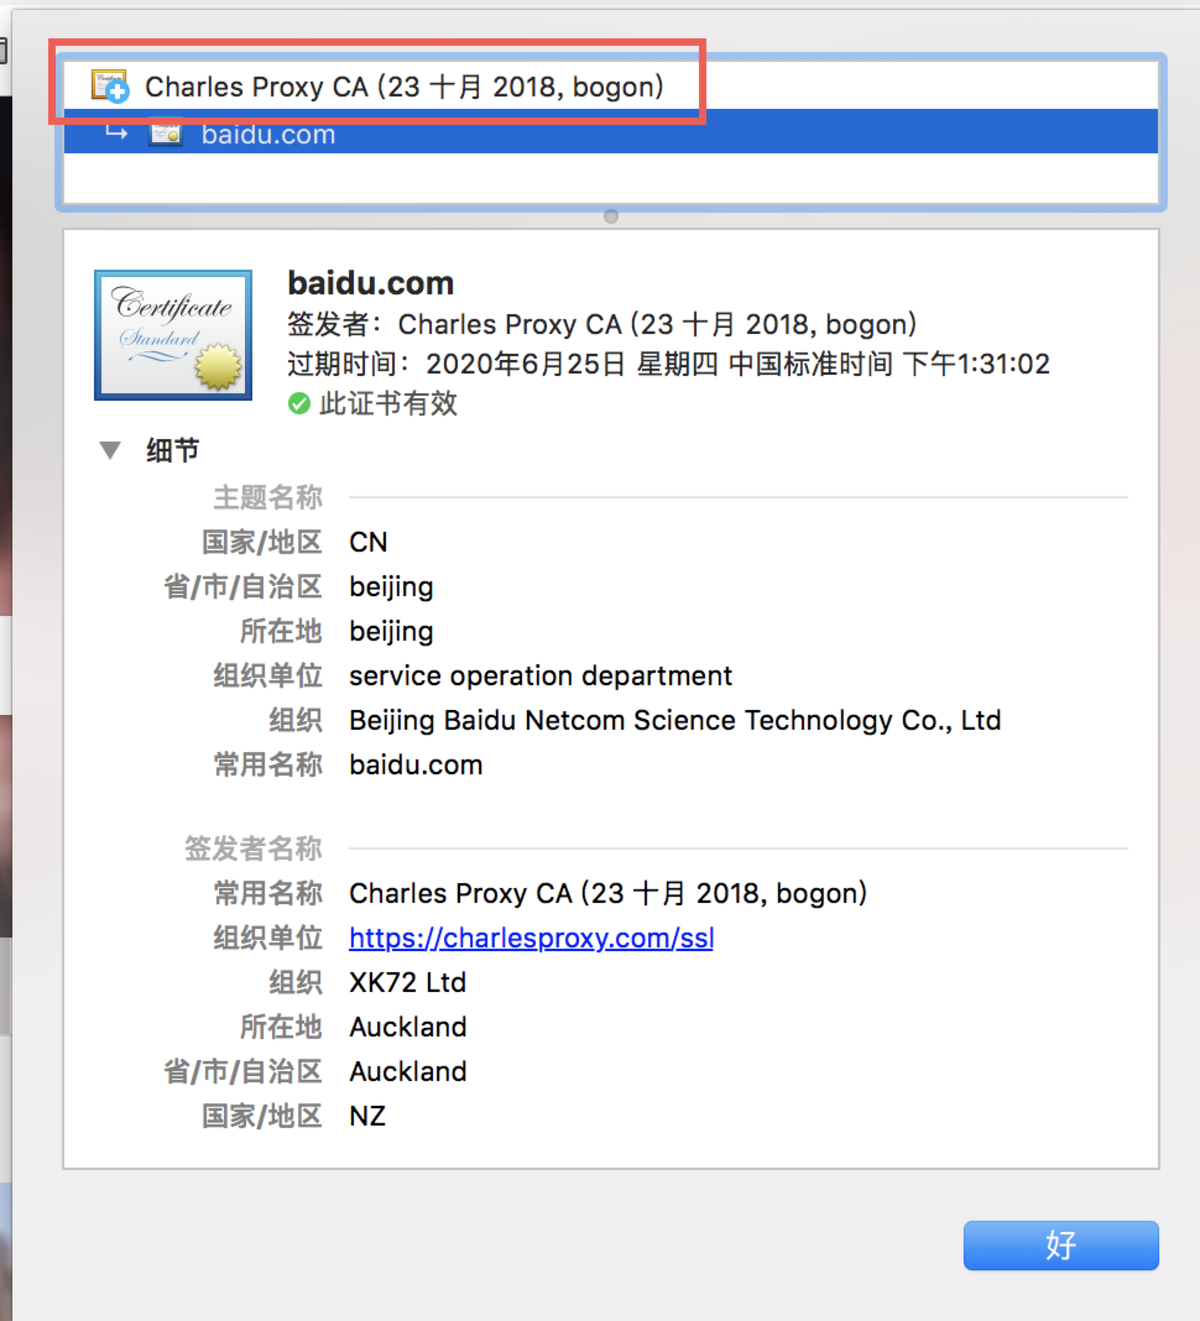 Charles Proxy CA (23 十月 2018, bogon)
baidu.com
Certificate
Standard
baidu.com
签发者：Charles Proxy CA (23 十月 2018, bogon)
过期时间：2020年6月25日 星期四 中国标准时间 下午1:31:02
此证书有效
细节
主题名称
国家/地区 CN
省/市/自治区 beijing
所在地 beijing
组织单位 service operation department
组织 Beijing Baidu Netcom Science Technology Co., Ltd
常用名称 baidu.com
签发者名称
常用名称 Charles Proxy CA (23 十月 2018, bogon)
组织单位 https://charlesproxy.com/ssl
组织 XK72 Ltd
所在地 Auckland
省/市/自治区 Auckland
国家/地区 NZ
好